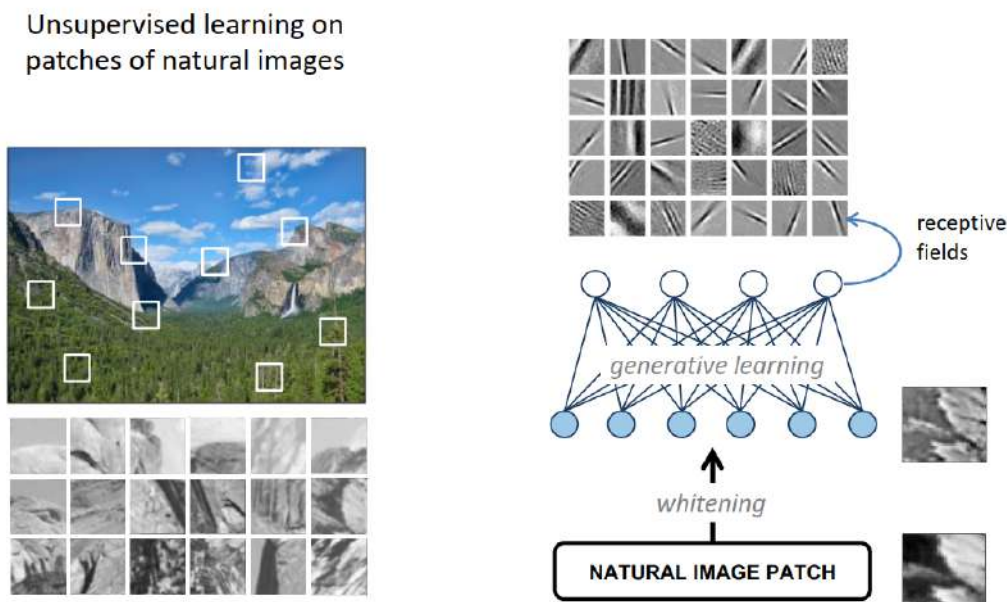 Unsupervised learning on
patches of natural images
receptive
fields
generative learning
whitening
NATURAL IMAGE PATCH